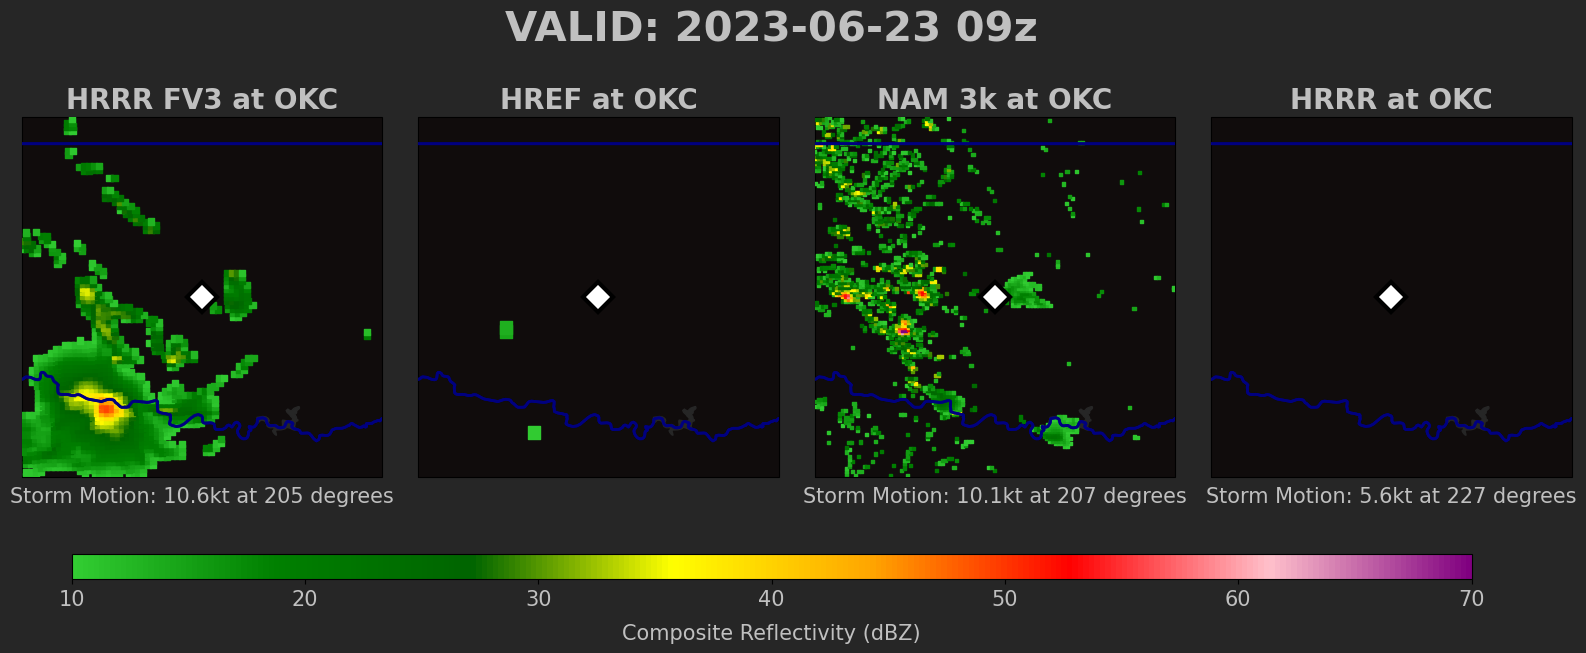 VALID: 2023-06-23 09z
HRRR FV3 at OKC
HREF at OKC
NAM 3k at OKC
HRRR at OKC
Storm Motion: 10.6kt at 205 degrees
Storm Motion: 10.1kt at 207 degrees
Storm Motion: 5.6kt at 227 degrees
10 20 30 40 50 60 70
Composite Reflectivity (dBZ)